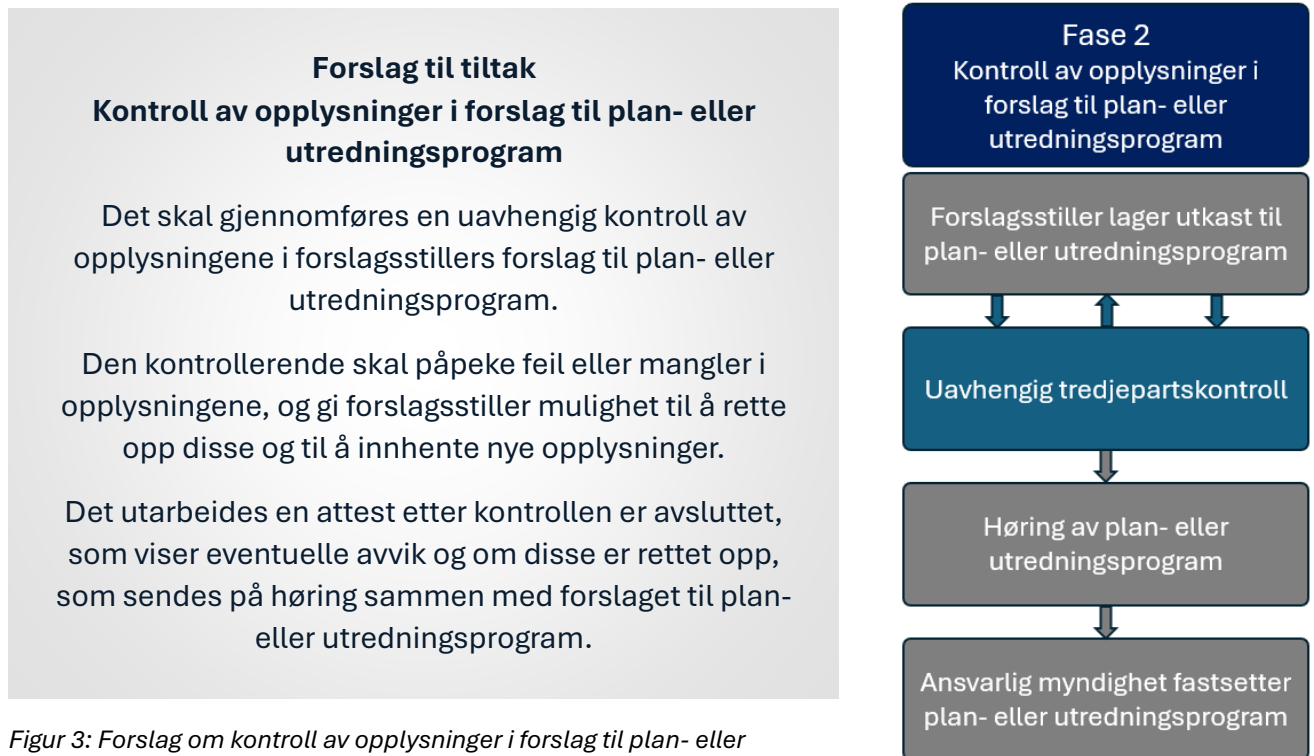 Forslag til tiltak
Kontroll av opplysninger i forslag til plan- eller
utredningsprogram
Det skal gjennomføres en uavhengig kontroll av
opplysningene i forslagsstillers forslag til plan- eller
utredningsprogram.
Den kontrollerende skal påpeke feil eller mangler i
opplysningene, og gi forslagsstiller mulighet til å rette
opp disse og til å innhente nye opplysninger.
Det utarbeides en attest etter kontrollen er avsluttet,
som viser eventuelle avvik og om disse er rettet opp,
som sendes på høring sammen med forslaget til plan-
eller utredningsprogram.
Figur 3: Forslag om kontroll av opplysninger i forslag til plan- eller
Fase 2
Kontroll av opplysninger i
forslag til plan- eller
utredningsprogram
Forslagsstiller lager utkast til
plan- eller utredningsprogram
Uavhengig tredjepartskontroll
Høring av plan- eller
utredningsprogram
Ansvarlig myndighet fastsetter
plan- eller utredningsprogram